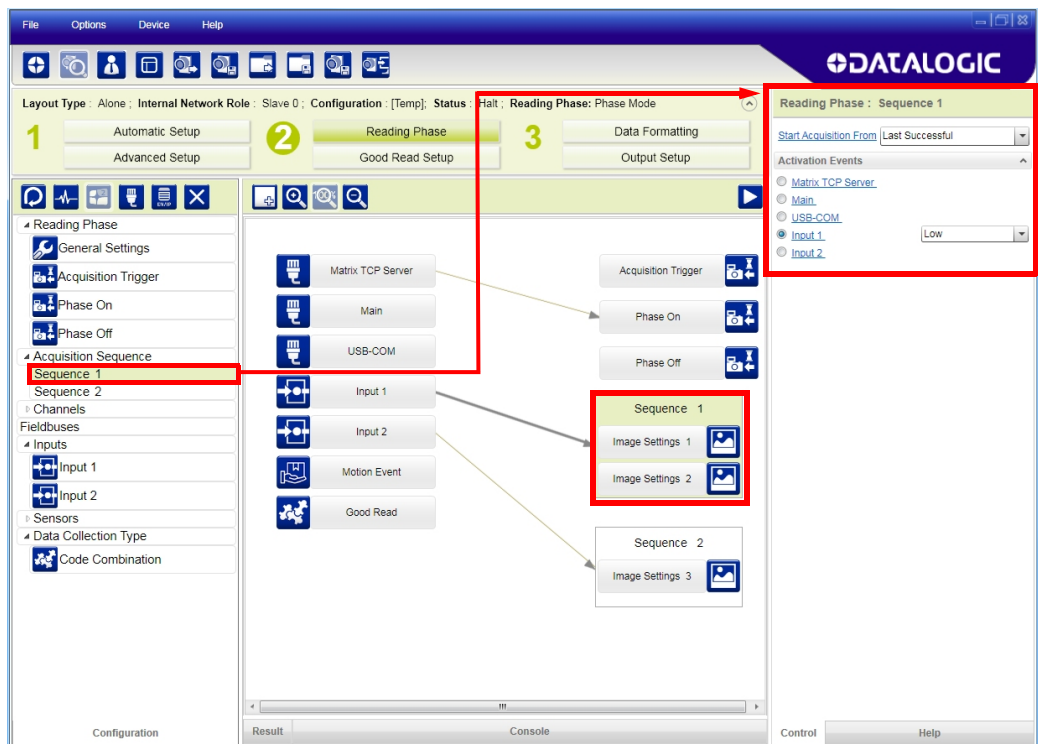 File Options Device Help
DATALOGIC
Layout Type : Alone ; Internal Network Role : Slave 0 ; Configuration : [Temp]; Status : Halt ; Reading Phase: Phase Mode
1 Automatic Setup
Advanced Setup
2 Reading Phase
Good Read Setup
3 Data Formatting
Output Setup
EN/IP
Reading Phase
General Settings
Acquisition Trigger
Phase On
Phase Off
Acquisition Sequence
Sequence 1
Sequence 2
Channels
Fieldbuses
Inputs
Input 1
Input 2
Sensors
Data Collection Type
Code Combination
Configuration
Matrix TCP Server
Main
USB-COM
Input 1
Input 2
Motion Event
Good Read
Acquisition Trigger
Phase On
Phase Off
Sequence 1
Image Settings 1
Image Settings 2
Sequence 2
Image Settings 3
Result Console
Reading Phase : Sequence 1
Start Acquisition From Last Successful
Activation Events
Matrix TCP Server
Main
USB-COM
Input 1 Low
Input 2
Control Help